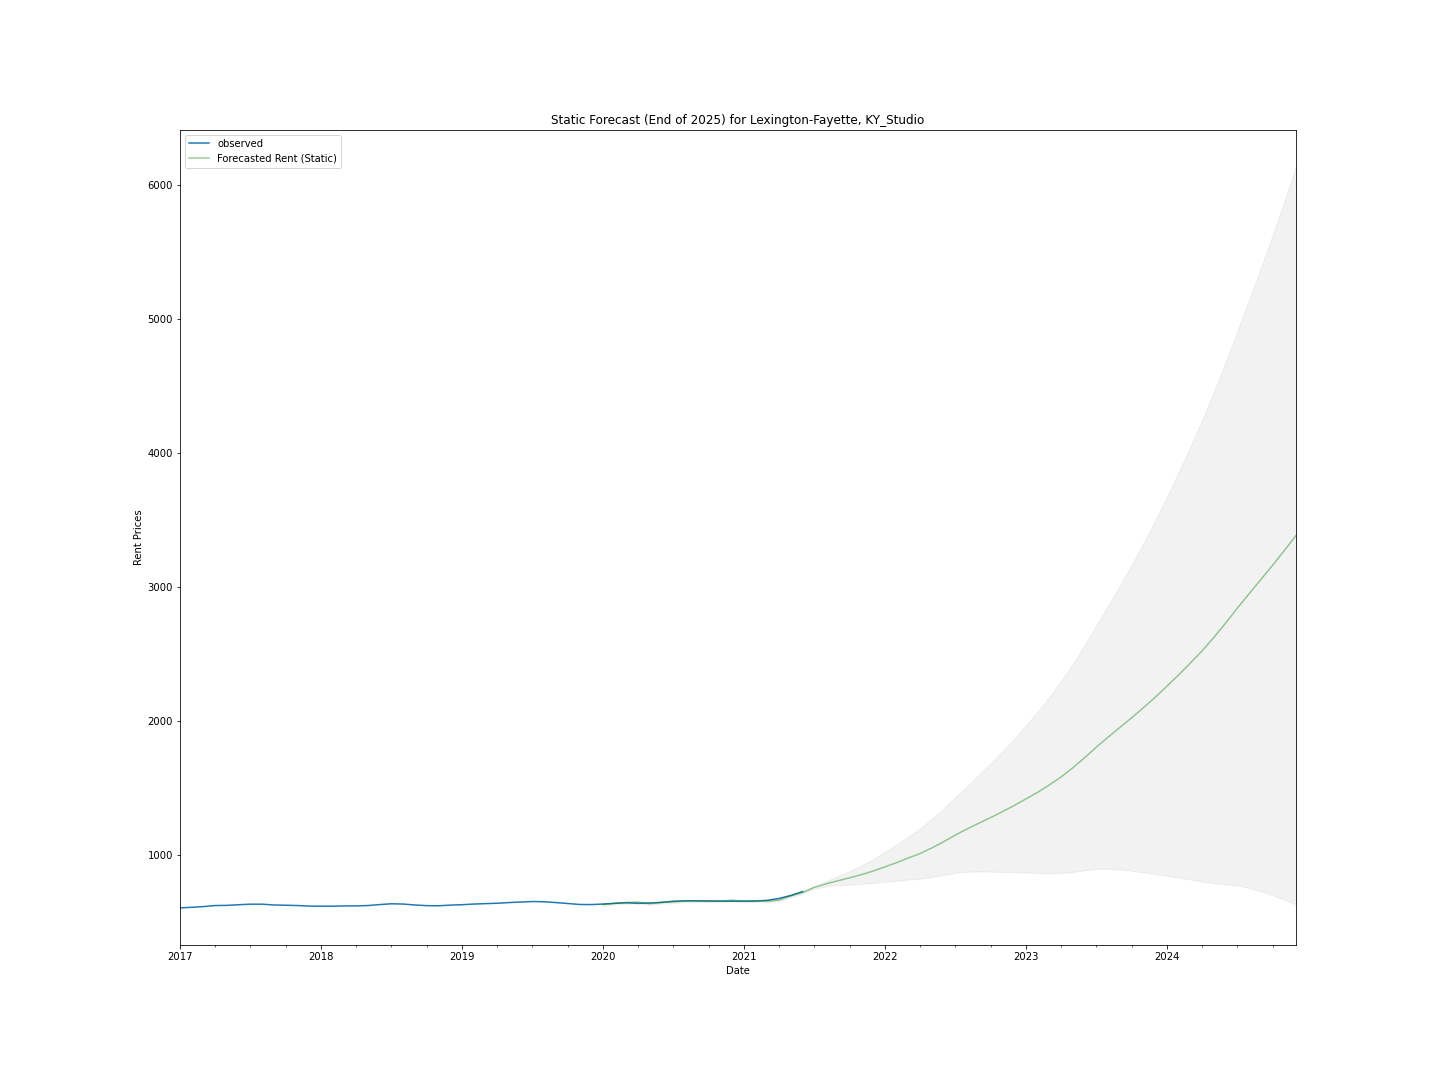 Static Forecast (End of 2025) for Lexington-Fayette, KY_Studio
observed
Forecasted Rent (Static)
6000
5000
4000
3000
2000
1000
Rent Prices
2017 2018 2019 2020 2021 2022 2023 2024
Date